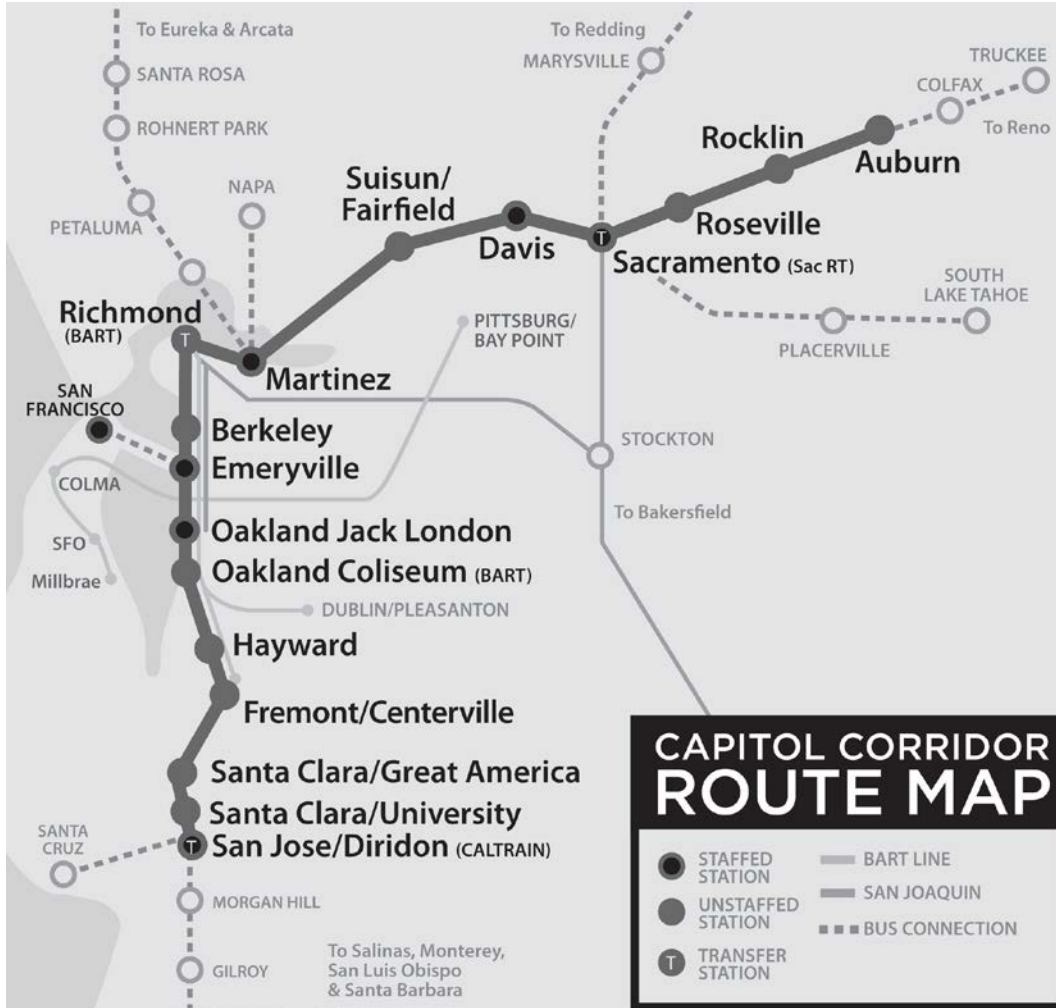 To Eureka & Arcata
SANTA ROSA
ROHNERT PARK
PETALUMA
NAPA
To Redding
MARYSVILLE
TRUCKEE
COLFAX
To Reno
Rocklin
Auburn
Suisun/
Fairfield
Davis
Roseville
Sacramento (Sac RT)
T
SOUTH
LAKE TAHOE
PLACERVILLE
Richmond
(BART)
T
Martinez
PITTSBURG/
BAY POINT
SAN
FRANCISCO
Berkeley
Emeryville
STOCKTON
COLMA
To Bakersfield
SFO
Millbrae
Oakland Jack London
Oakland Coliseum (BART)
DUBLIN/PLEASANTON
Hayward
Fremont/Centerville
Santa Clara/Great America
Santa Clara/University
San Jose/Diridon (CALTRAIN)
T
SANTA
CRUZ
MORGAN HILL
GILROY
To Salinas, Monterey,
San Luis Obispo
& Santa Barbara
CAPITOL CORRIDOR
ROUTE MAP
STAFFED
STATION
UNSTAFFED
STATION
T TRANSFER
STATION
BART LINE
SAN JOAQUIN
BUS CONNECTION